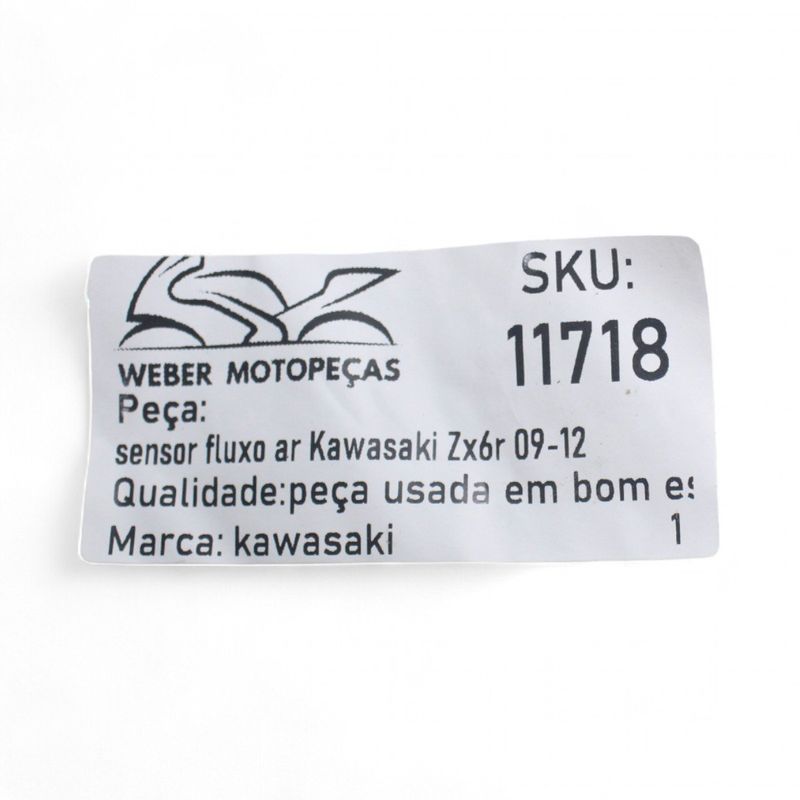 WEBER MOTOPEÇAS
SKU:
11718
Peça:
sensor fluxo ar Kawasaki Zx6r 09-12
Qualidade:peça usada em bom
Marca: kawasaki
1